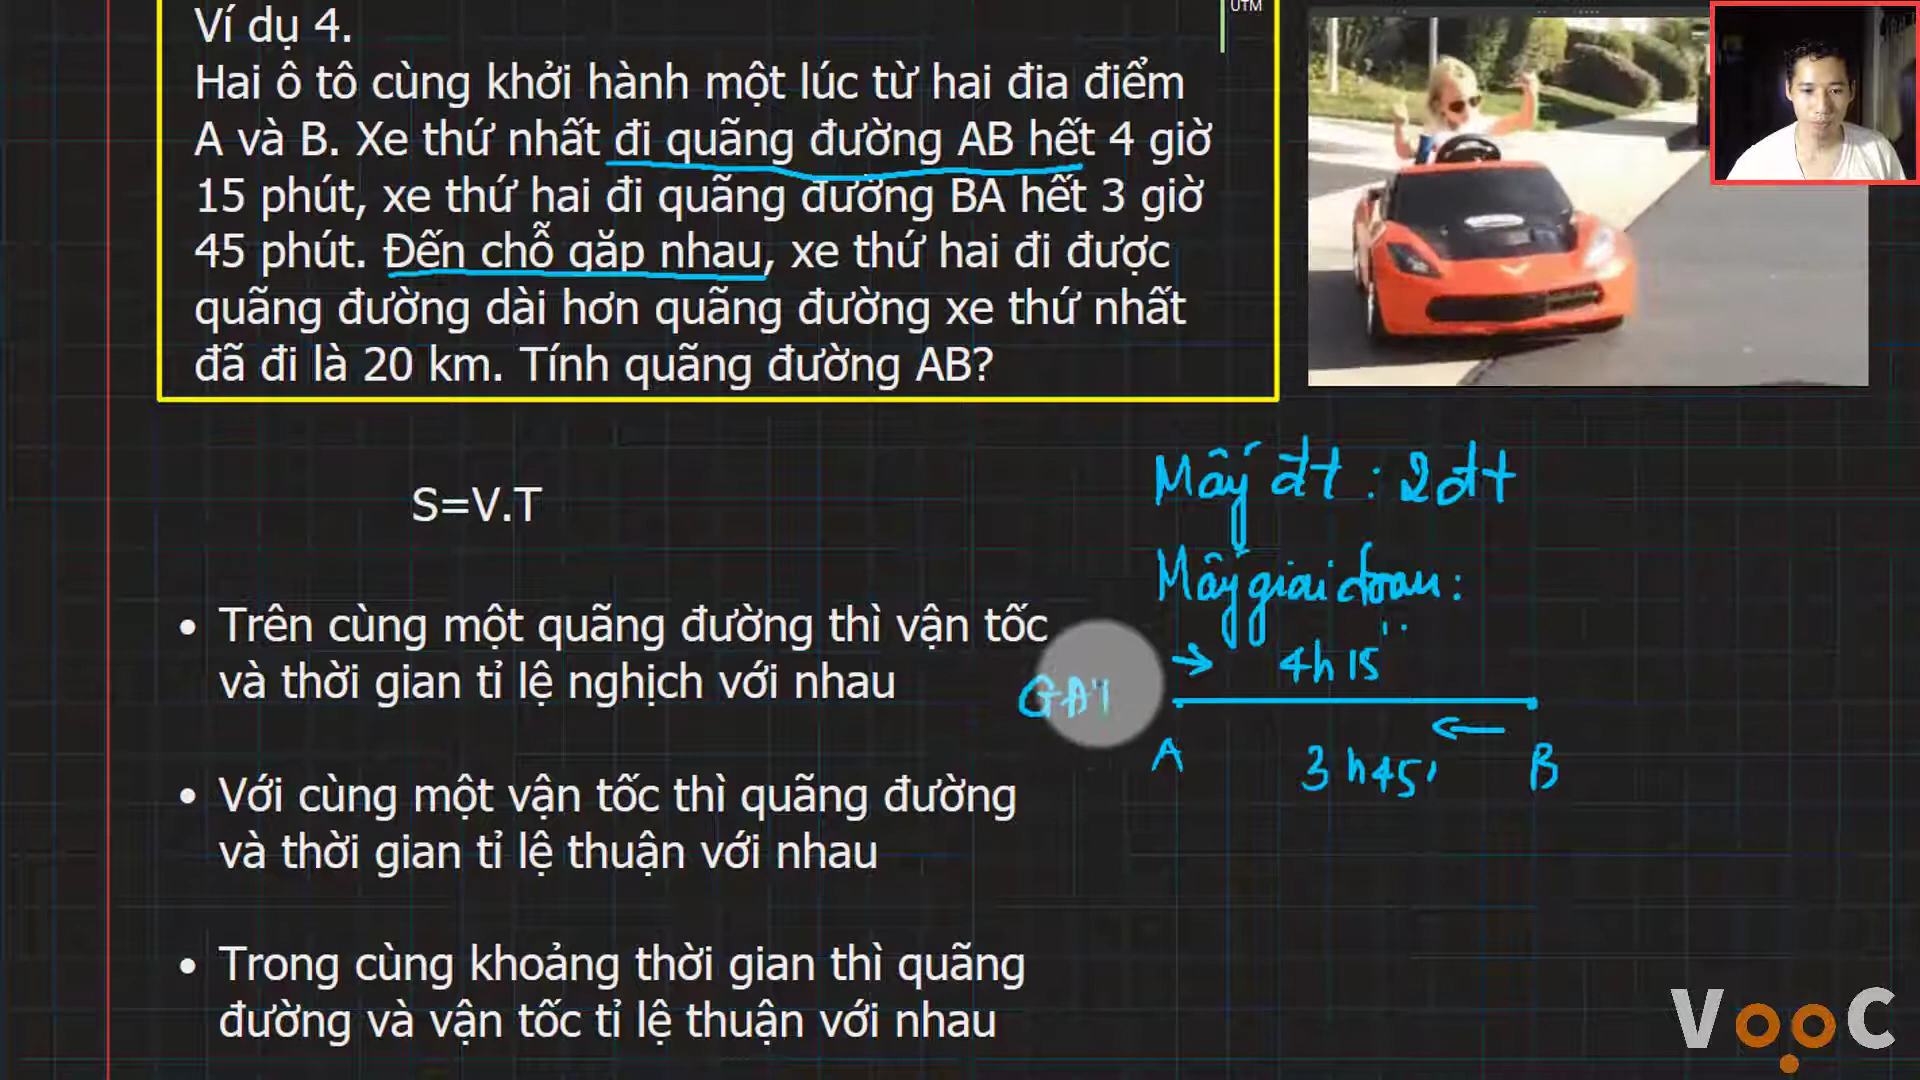 UTM
Ví dụ 4.
Hai ô tô cùng khởi hành một lúc từ hai đia điểm
A và B. Xe thứ nhất đi quãng đường AB hết 4 giờ
15 phút, xe thứ hai đi quãng đường BA hết 3 giờ
45 phút. Đến chỗ gặp nhau, xe thứ hai đi được
quãng đường dài hơn quãng đường xe thứ nhất
đã đi là 20 km. Tính quãng đường AB?
S=V.T
Mấy đt : 2đt
Mấy giai đoạn:
• Trên cùng một quãng đường thì vận tốc
và thời gian tỉ lệ nghịch với nhau
→ 4h 15
GĐ1
A 3h45' B
• Với cùng một vận tốc thì quãng đường
và thời gian tỉ lệ thuận với nhau
• Trong cùng khoảng thời gian thì quãng
đường và vận tốc tỉ lệ thuận với nhau
VooC